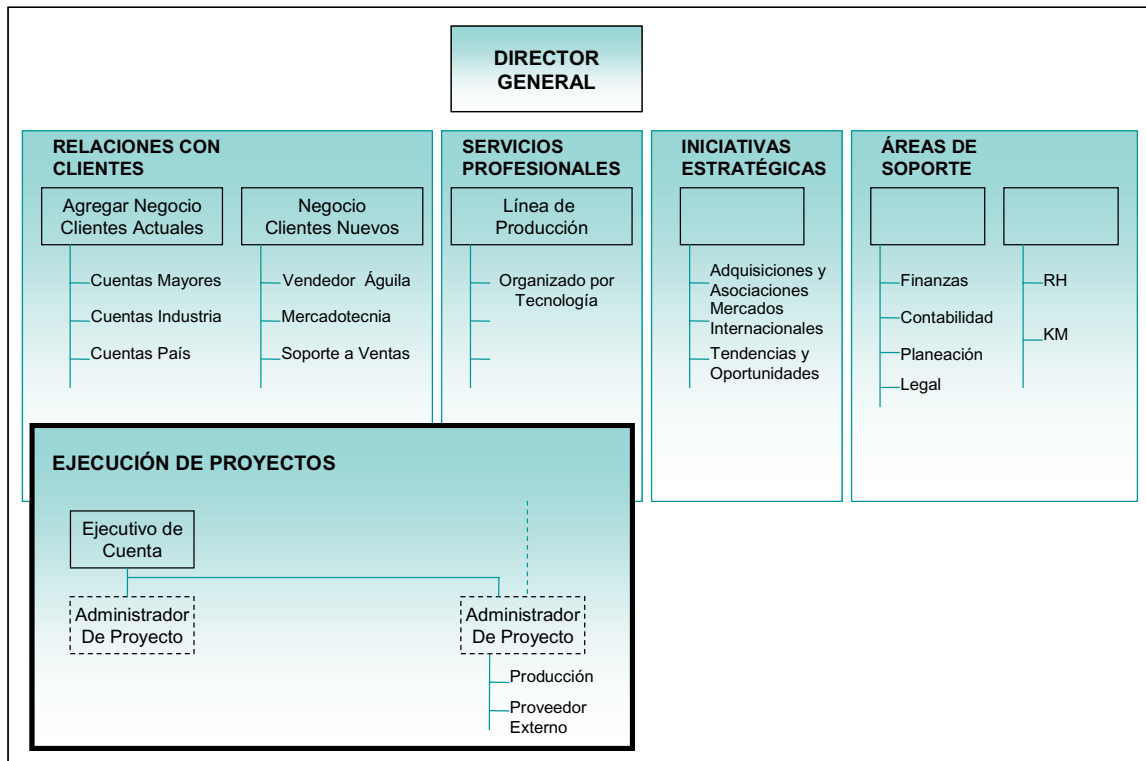 DIRECTOR
GENERAL
RELACIONES CON
CLIENTES
Agregar Negocio
Clientes Actuales
Cuentas Mayores
Cuentas Industria
Cuentas País
Negocio
Clientes Nuevos
Vendedor Águila
Mercadotecnia
Soporte a Ventas
SERVICIOS
PROFESIONALES
Línea de
Producción
Organizado por
Tecnología
INICIATIVAS
ESTRATÉGICAS
Adquisiciones y
Asociaciones
Mercados
Internacionales
Tendencias y
Oportunidades
ÁREAS DE
SOPORTE
Finanzas
Contabilidad
Planeación
Legal
RH
KM
EJECUCIÓN DE PROYECTOS
Ejecutivo de
Cuenta
Administrador
De Proyecto
Administrador
De Proyecto
Producción
Proveedor
Externo